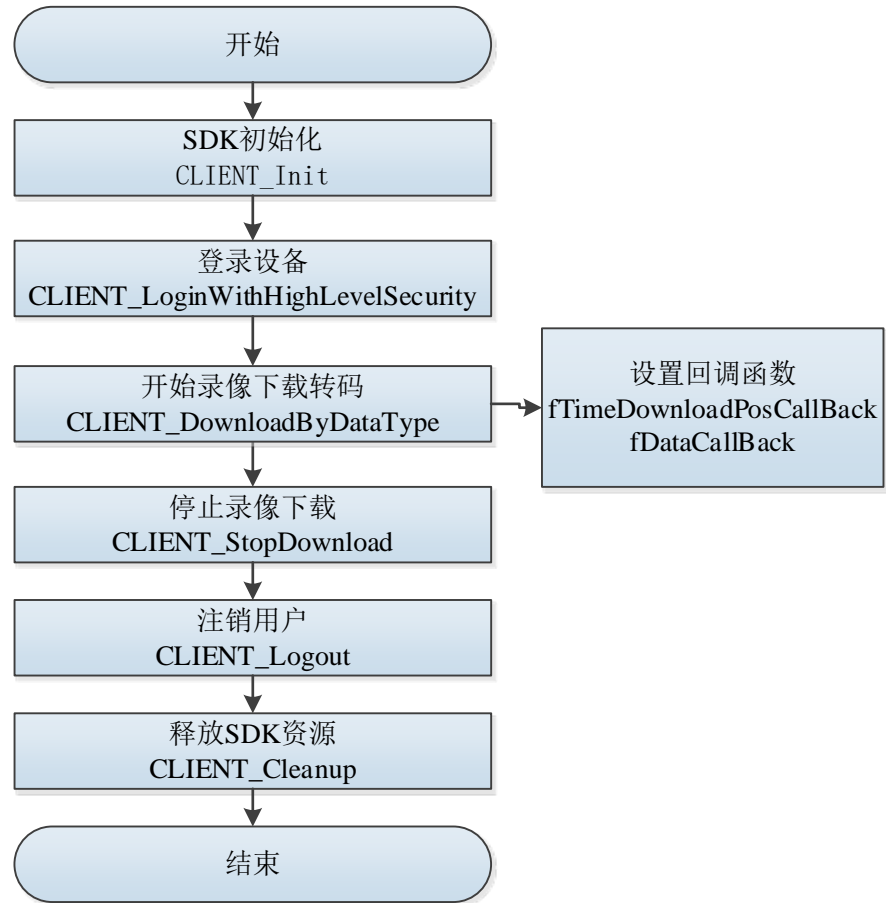 开始
SDK初始化
CLIENT_Init
登录设备
CLIENT_LoginWithHighLevelSecurity
开始录像下载转码
CLIENT_DownloadByDataType
设置回调函数
fTimeDownloadPosCallBack
fDataCallBack
停止录像下载
CLIENT_StopDownload
注销用户
CLIENT_Logout
释放SDK资源
CLIENT_Cleanup
结束